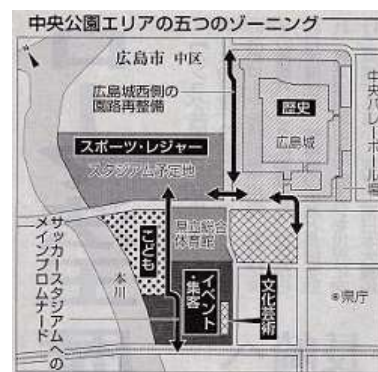 中央公園エリアの五つのゾーニング
広島市 中区
広島城西側の
園路再整備
歴史
広島城
中央バレーボール場
スポーツ・レジャー
スタジアム予定地
県立総合
体育館
こども
イベント
・集客
文化芸術
本川
県庁
サッカースタジアムへの
メインプロムナード